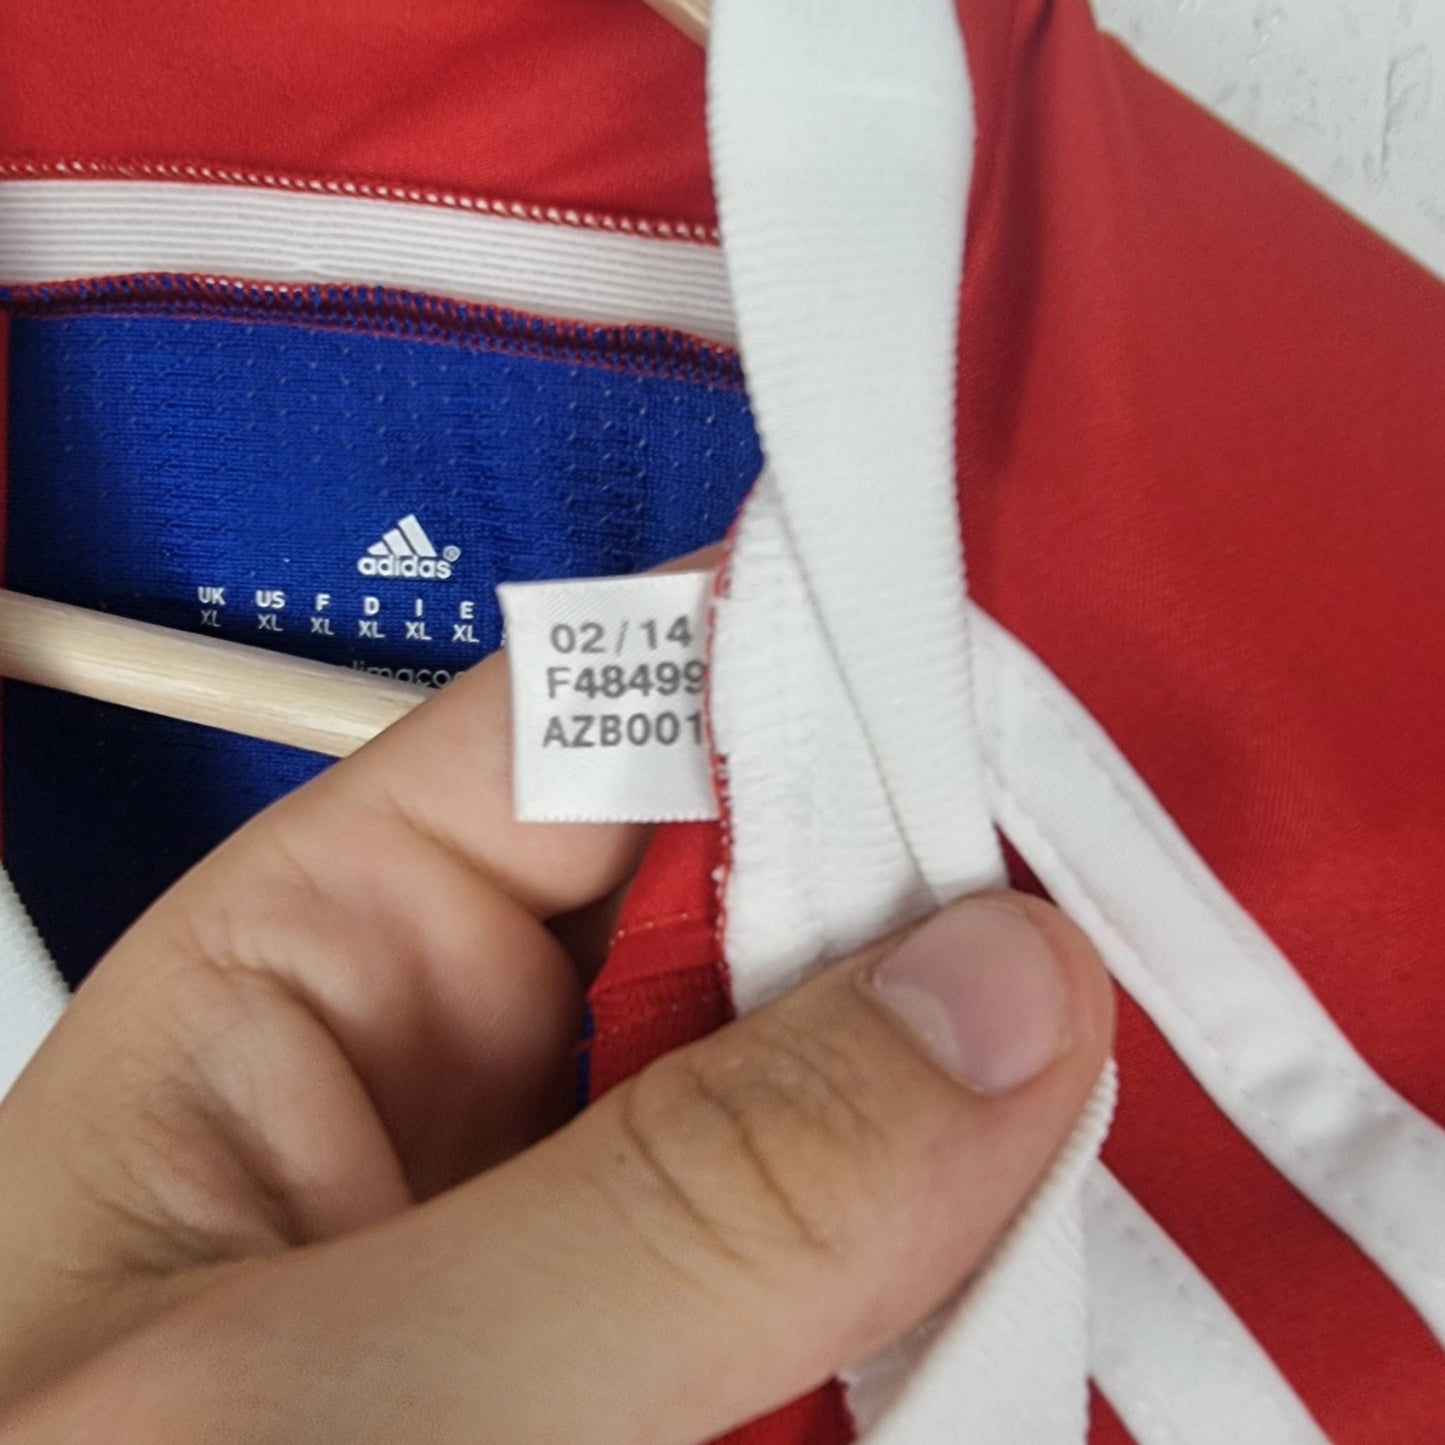 adidas®
UK US F D I E
XL XL XL XL XL XL
02/14
F48499
AZB001